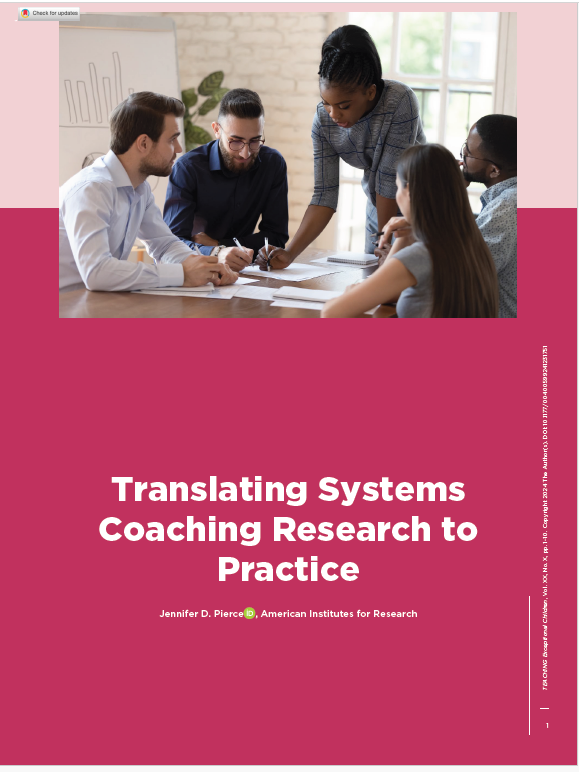 Check for updates
Translating Systems
Coaching Research to
Practice
Jennifer D. Pierce iD, American Institutes for Research
TEACHING Exceptional Children, Vol. XX, No. X, pp. 1–10. Copyright 2024 The Author(s). DOI: 10.1177/00400599241231751
1